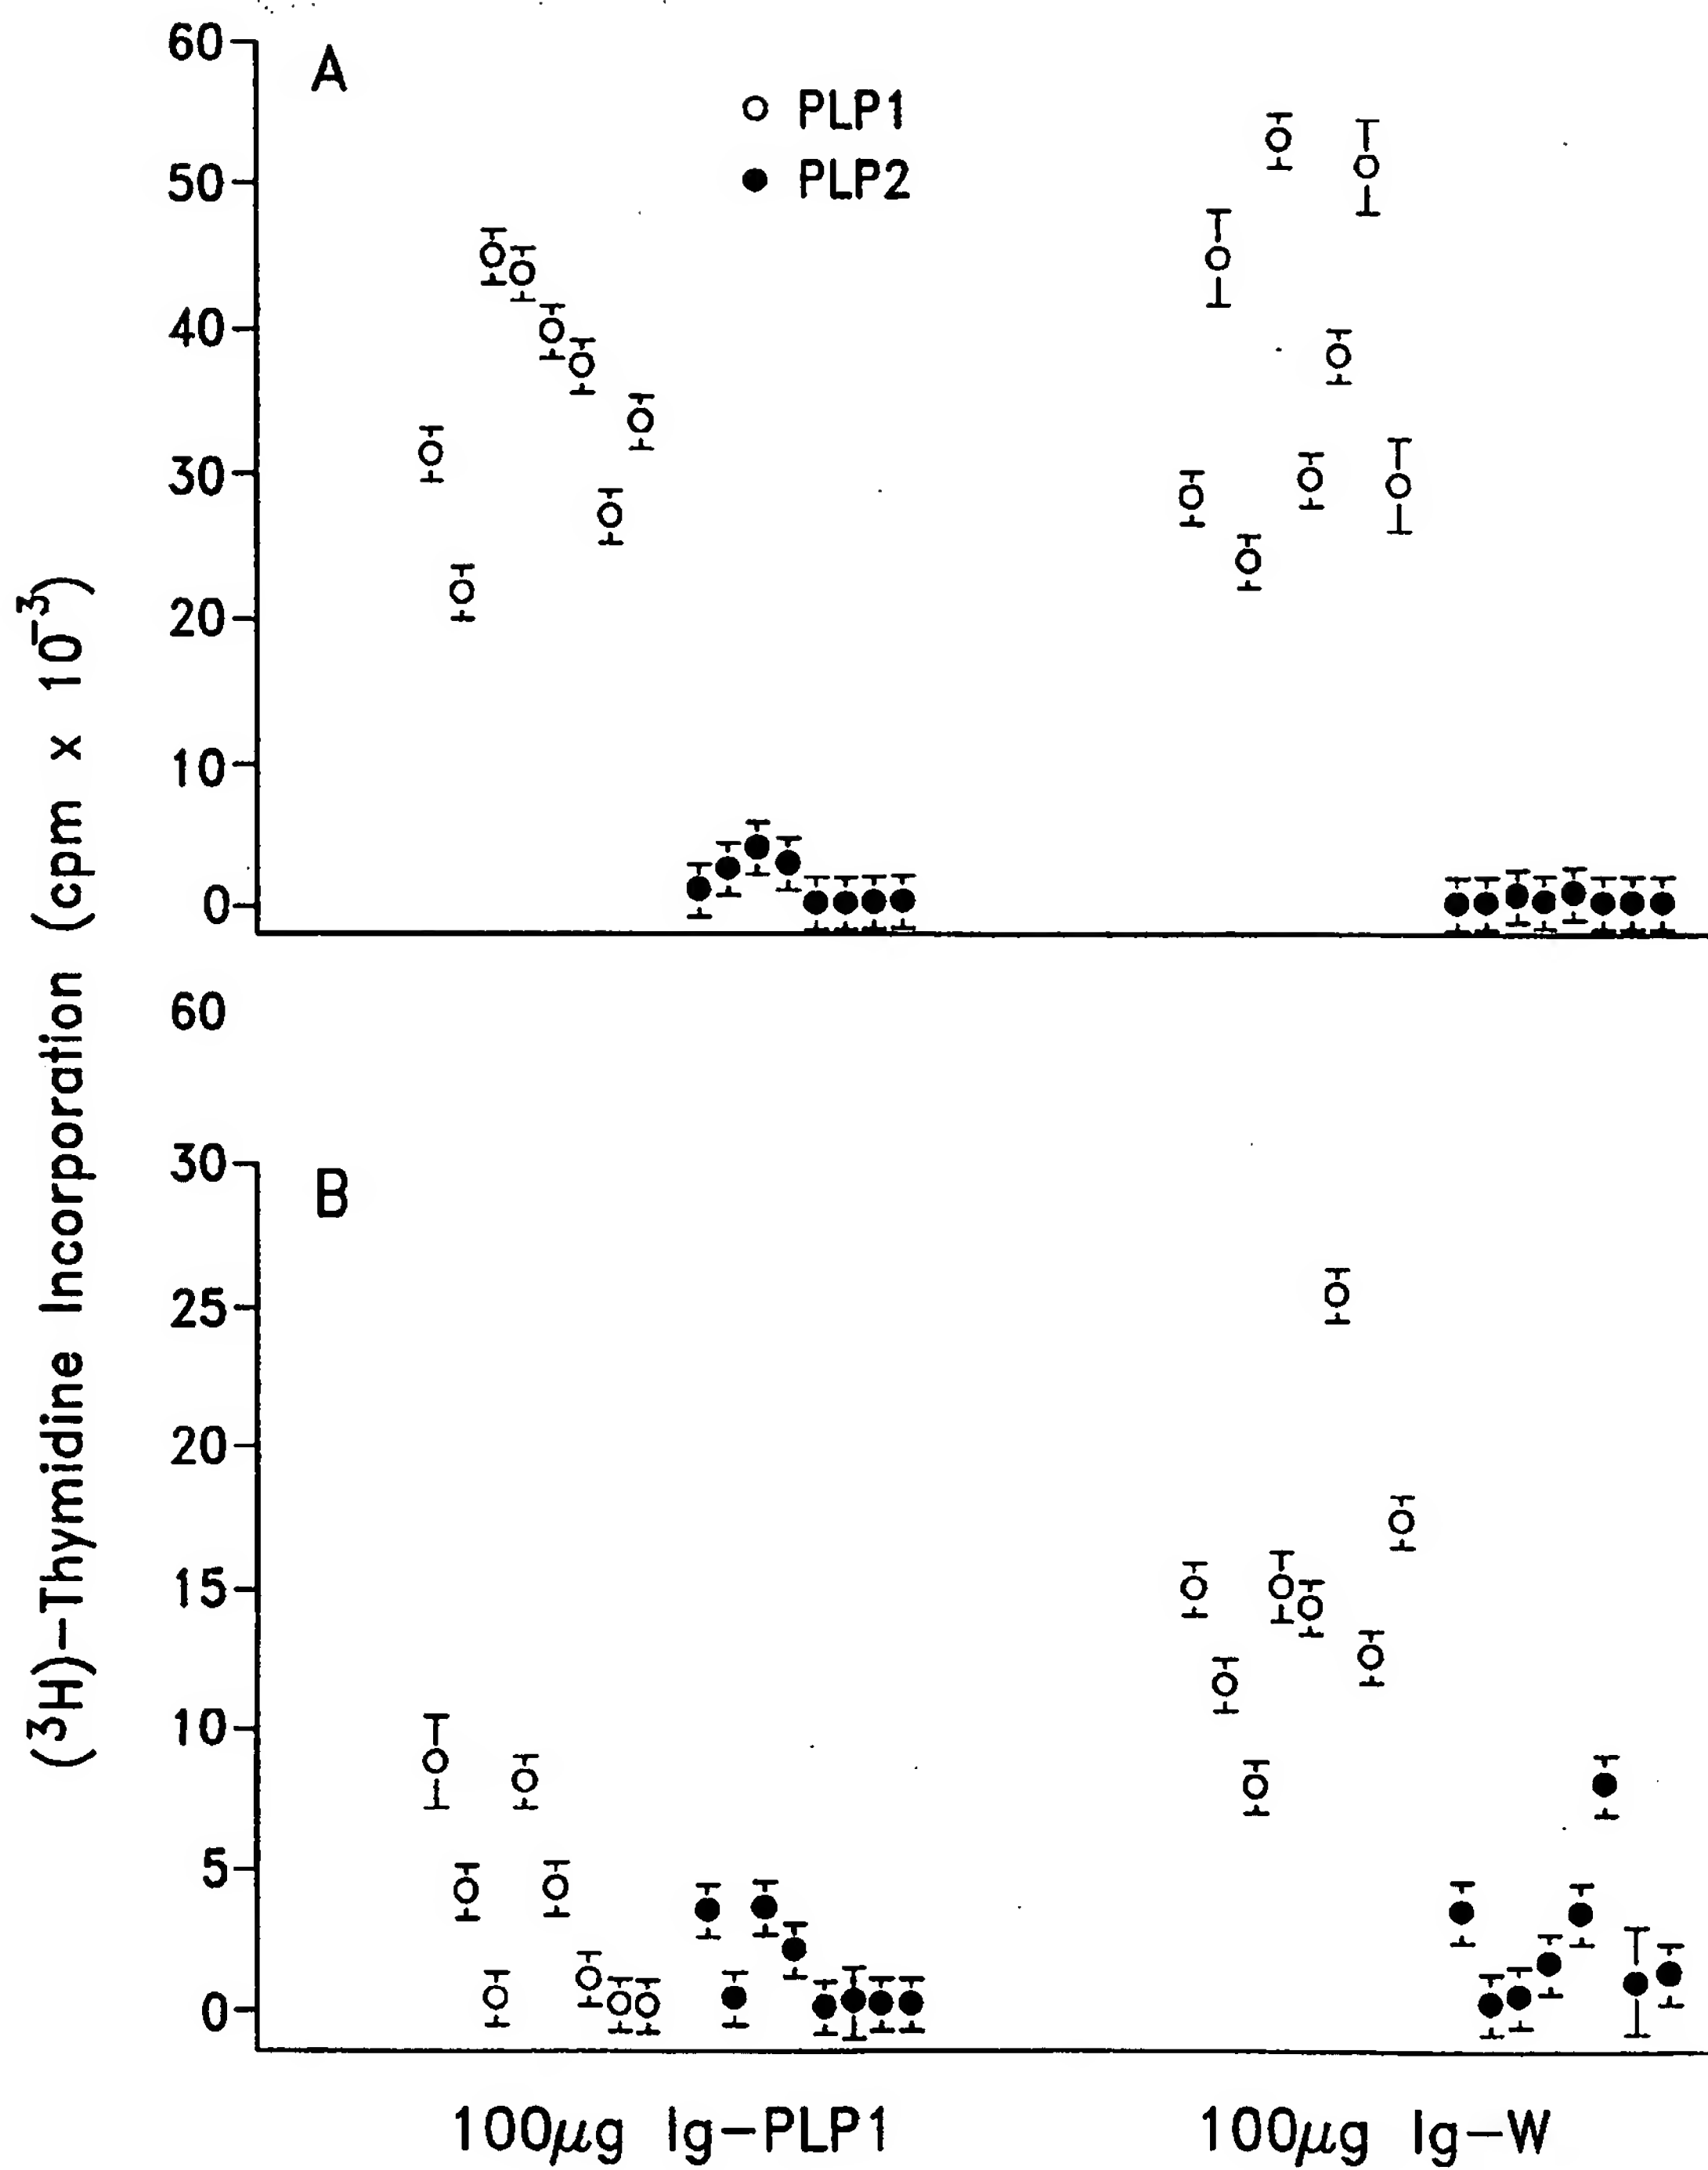 60
A
PLP1
PLP2
50
40
30
20
10
0
(³H)-Thymidine Incorporation (cpm x 10⁻³)
60
30
B
25
20
15
10
5
0
100µg Ig-PLP1
100µg Ig-W